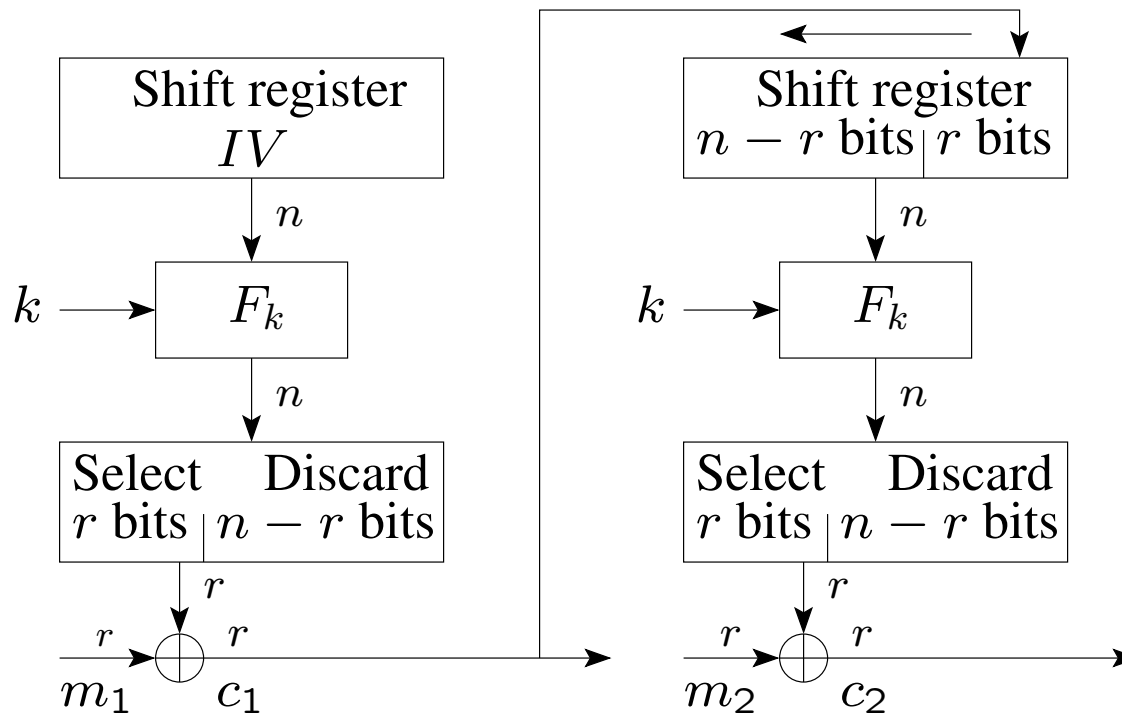 Shift register
IV
n
k
F_k
n
Select Discard
r bits n − r bits
r
r r
m_1 c_1
Shift register
n − r bits r bits
n
k
F_k
n
Select Discard
r bits n − r bits
r
r r
m_2 c_2